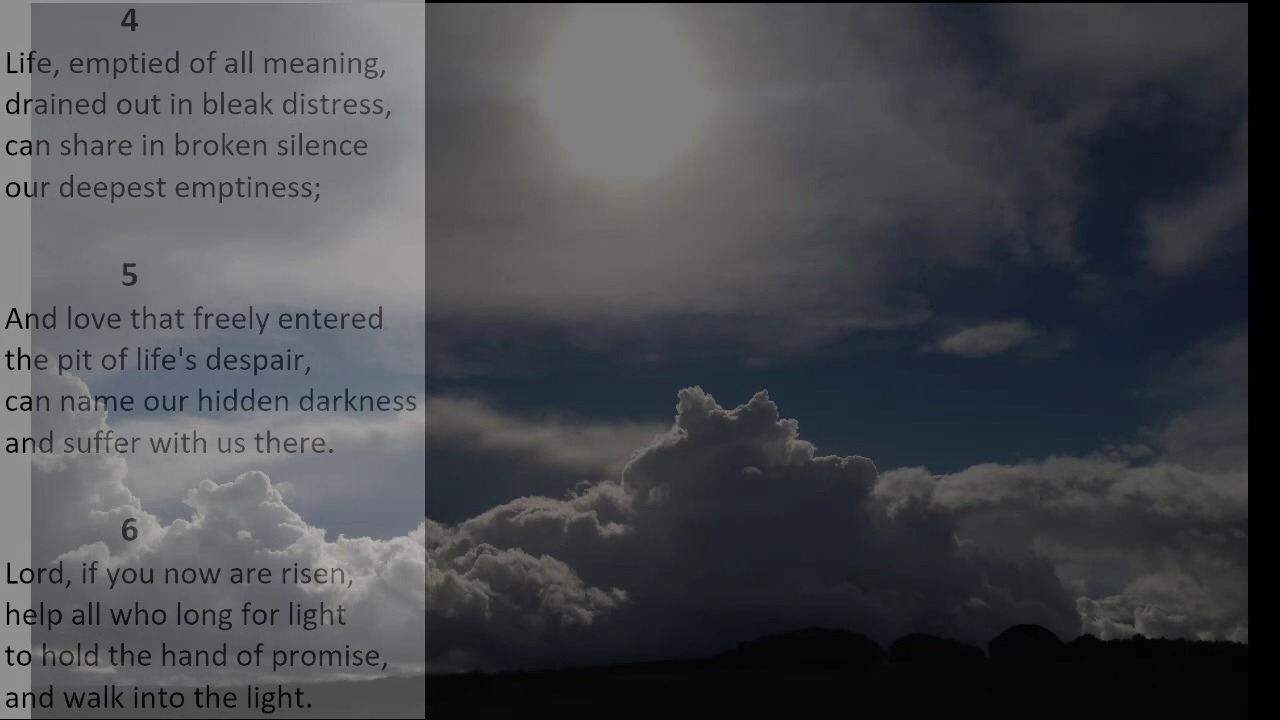 4
Life, emptied of all meaning,
drained out in bleak distress,
can share in broken silence
our deepest emptiness;
5
And love that freely entered
the pit of life's despair,
can name our hidden darkness
and suffer with us there.
6
Lord, if you now are risen,
help all who long for light
to hold the hand of promise,
and walk into the light.